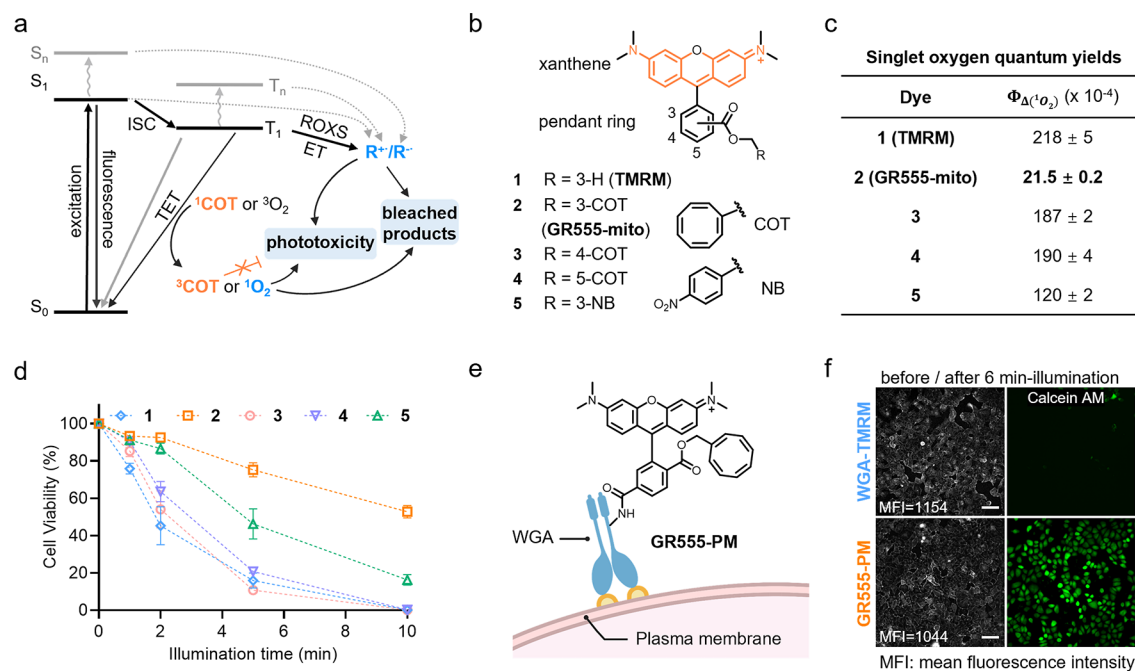 a
Sn
S1
Tn
ISC
T1
ROXS
ET
R+·/R-·
excitation
fluorescence
TET
1COT or 3O2
phototoxicity
bleached
products
3COT or 1O2
S0
b
xanthene
N
O
N+
pendant ring
3
4
5
O
O
R
1 R = 3-H (TMRM)
2 R = 3-COT
(GR555-mito)
3 R = 4-COT
4 R = 5-COT
5 R = 3-NB
COT
O2N
NB
c
Singlet oxygen quantum yields
Dye ΦΔ(1O2) (x 10-4)
1 (TMRM) 218 ± 5
2 (GR555-mito) 21.5 ± 0.2
3 187 ± 2
4 190 ± 4
5 120 ± 2
d
1 2 3 4 5
Cell Viability (%)
100
80
60
40
20
0
0 2 4 6 8 10
Illumination time (min)
e
N
O
N+
O
O
O
NH
WGA
GR555-PM
Plasma membrane
f
before / after 6 min-illumination
Calcein AM
WGA-TMRM
MFI=1154
GR555-PM
MFI=1044
MFI: mean fluorescence intensity